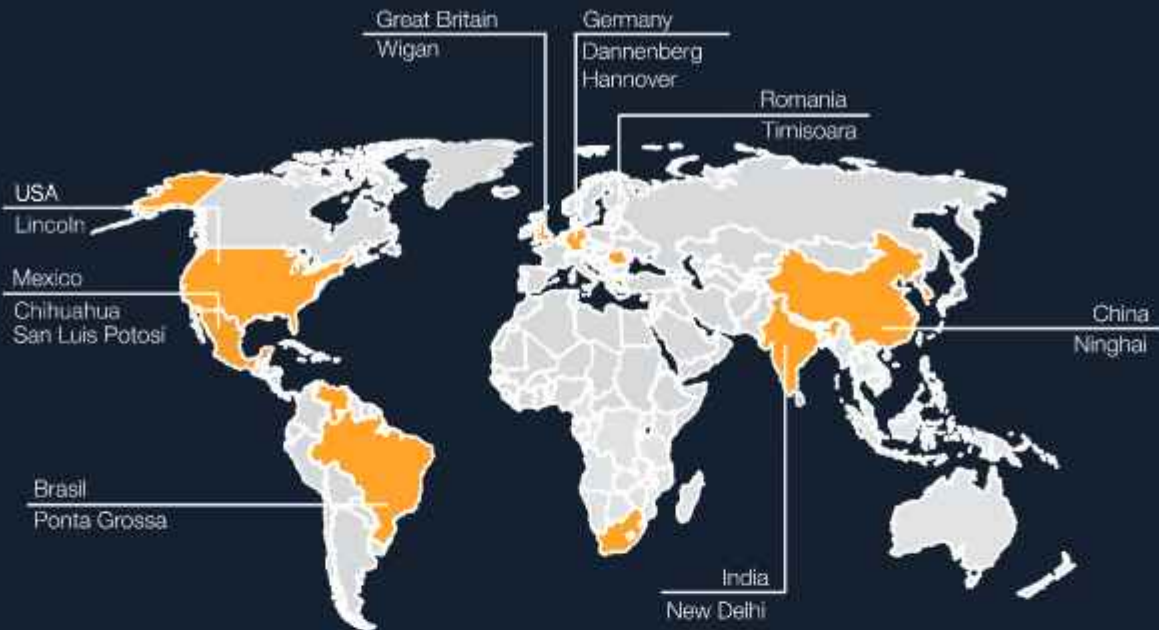 Great Britain
Wigan
Germany
Dannenberg
Hannover
Romania
Timisoara
USA
Lincoln
Mexico
Chihuahua
San Luis Potosi
China
Ninghai
Brasil
Ponta Grossa
India
New Delhi